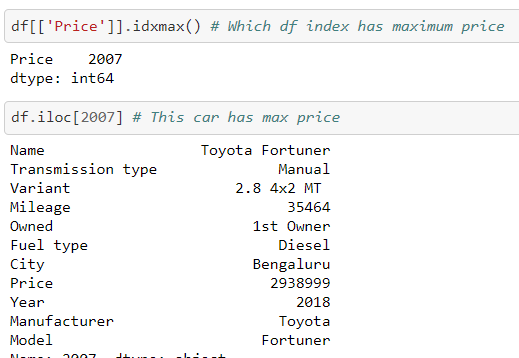 df[['Price']].idxmax() # Which df index has maximum price
Price    2007
dtype: int64
df.iloc[2007] # This car has max price
Name                 Toyota Fortuner
Transmission type             Manual
Variant                   2.8 4x2 MT
Mileage                        35464
Owned                      1st Owner
Fuel type                     Diesel
City                       Bengaluru
Price                        2938999
Year                            2018
Manufacturer                  Toyota
Model                       Fortuner
Name: 2007, dtype: object